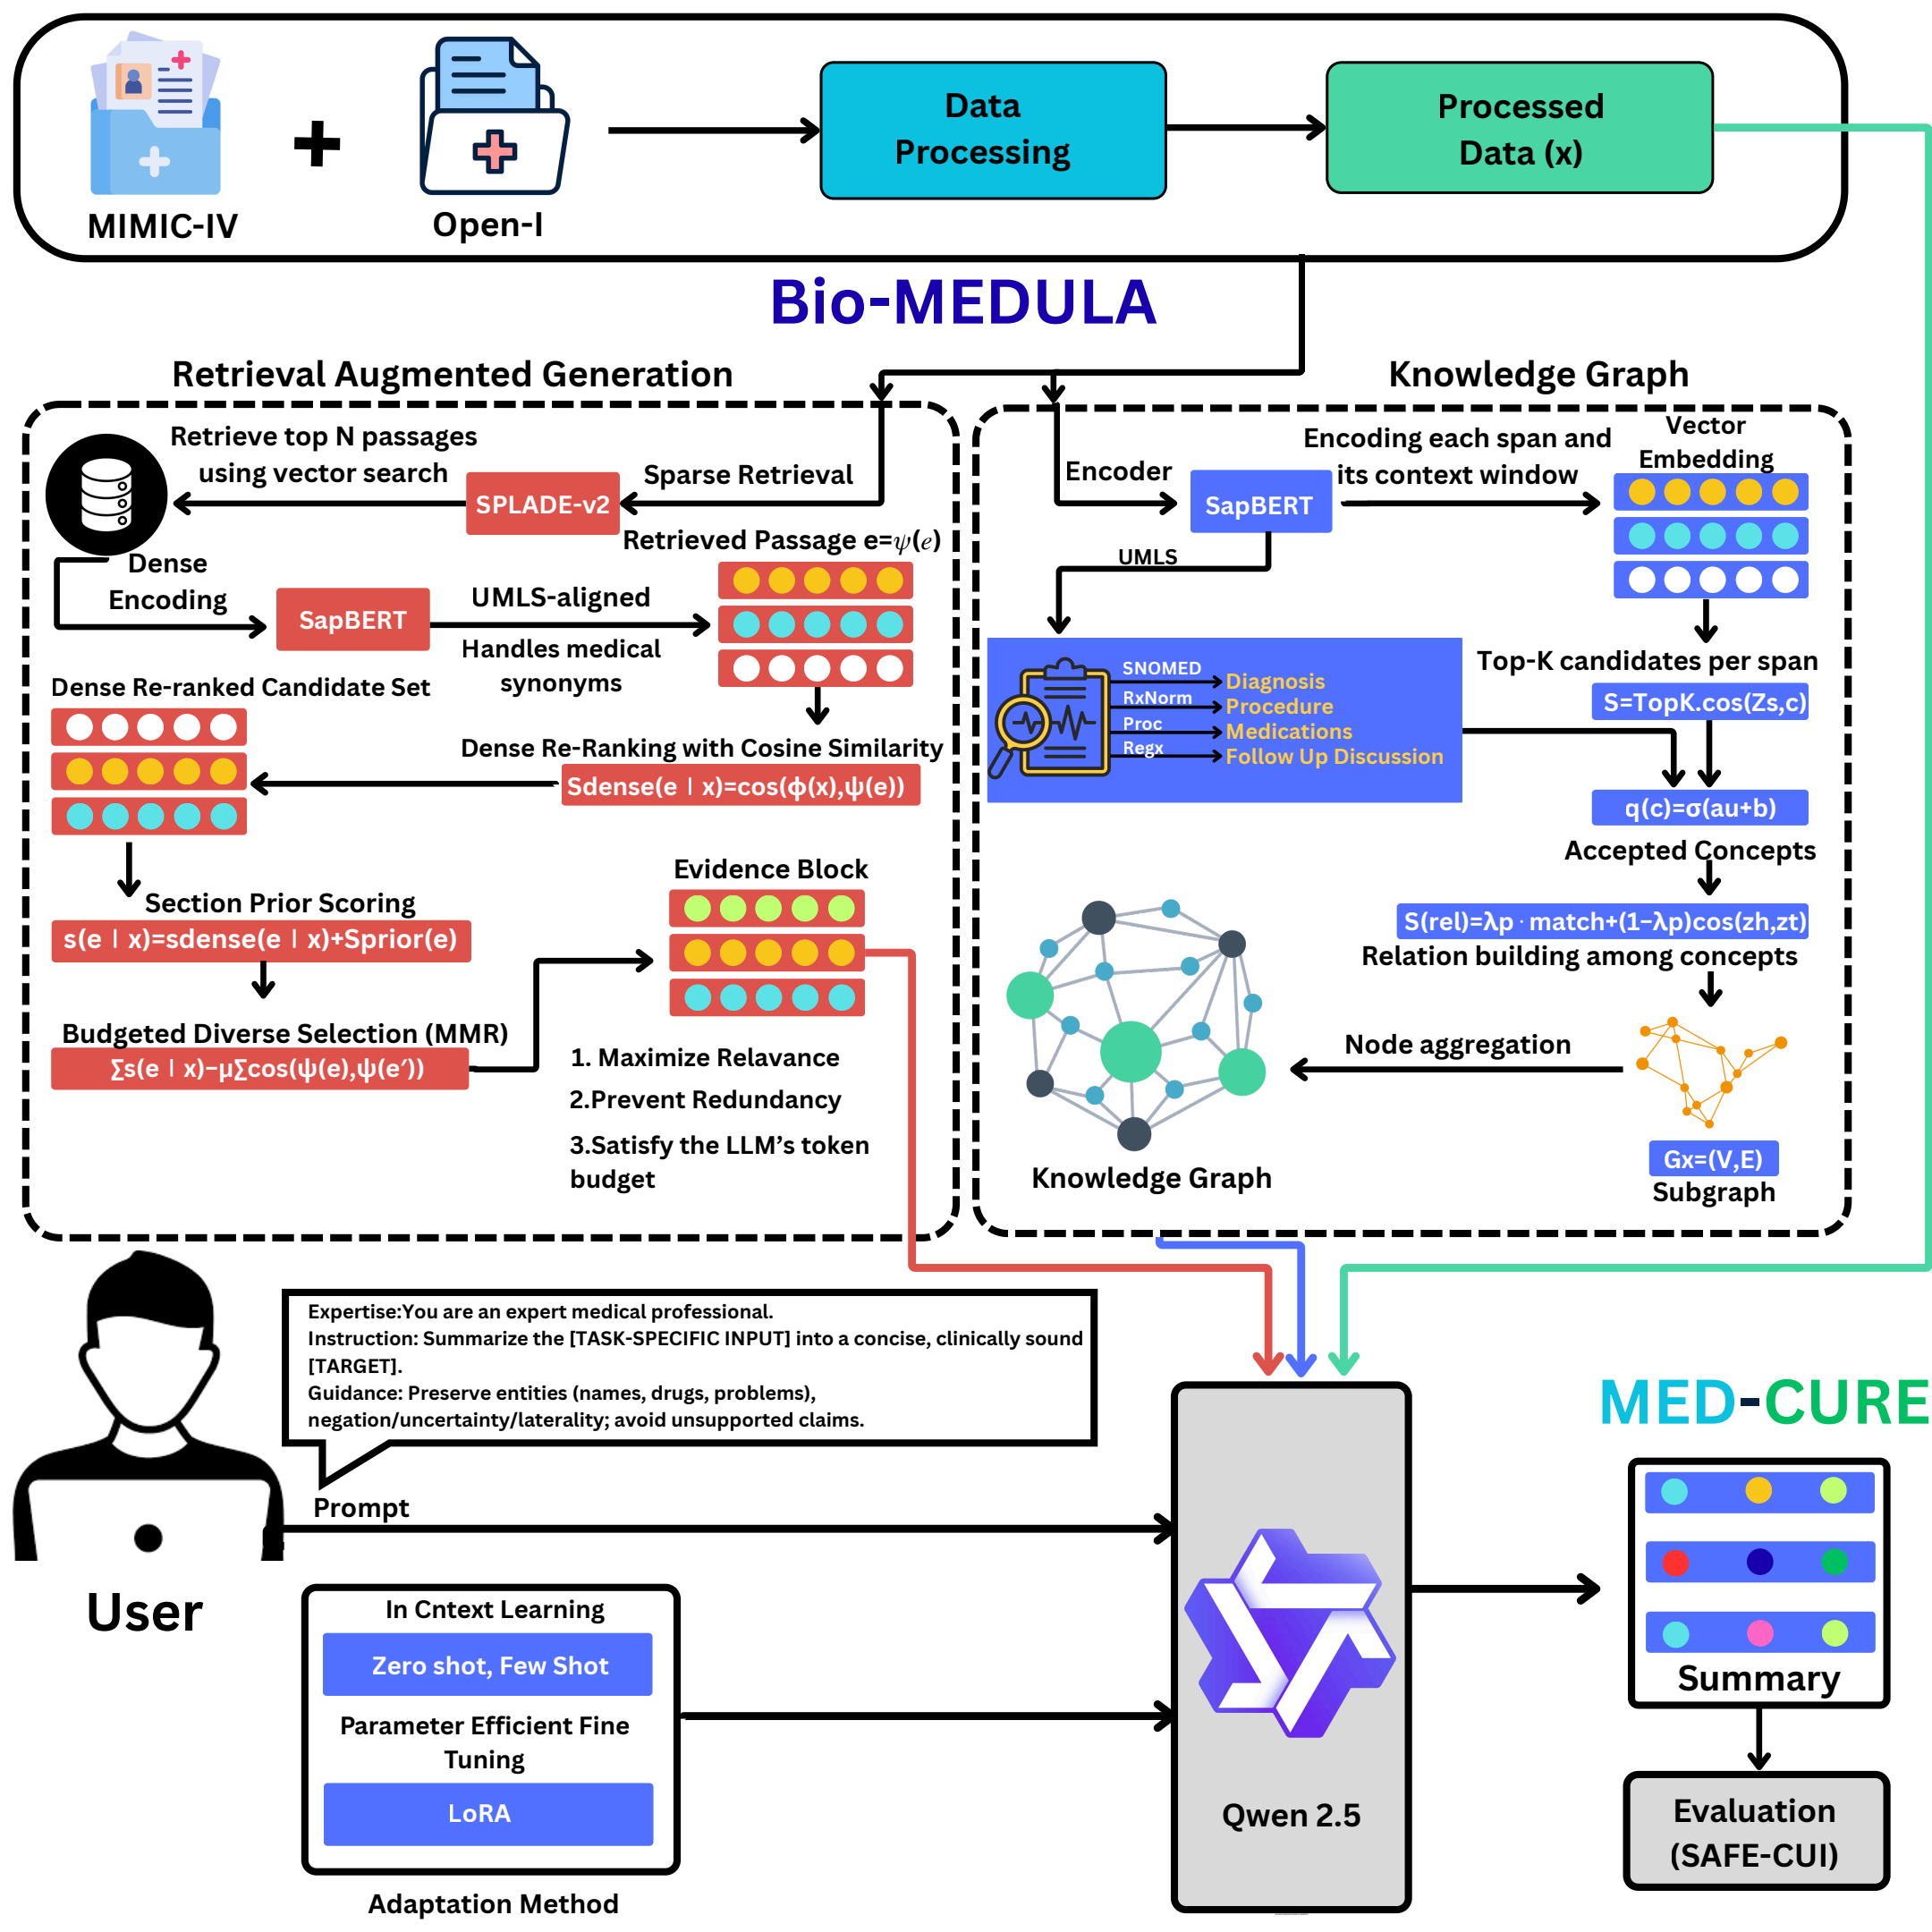 MIMIC-IV
Open-I
Data
Processing
Processed
Data (x)
Bio-MEDULA
Retrieval Augmented Generation
Retrieve top N passages
using vector search
SPLADE-v2
Sparse Retrieval
Retrieved Passage e=ψ(e)
Dense
Encoding
SapBERT
UMLS-aligned
Handles medical
synonyms
Dense Re-ranked Candidate Set
Dense Re-Ranking with Cosine Similarity
Sdense(e | x)=cos(ϕ(x),ψ(e))
Section Prior Scoring
s(e | x)=sdense(e | x)+Sprior(e)
Budgeted Diverse Selection (MMR)
∑s(e | x)−μ∑cos(ψ(e),ψ(e′))
Evidence Block
1. Maximize Relavance
2.Prevent Redundancy
3.Satisfy the LLM’s token
budget
Knowledge Graph
Encoder
SapBERT
Encoding each span and
its context window
Vector
Embedding
UMLS
SNOMED
Diagnosis
RxNorm
Procedure
Proc
Medications
Regx
Follow Up Discussion
Top-K candidates per span
S=TopK.cos(Zs,c)
q(c)=σ(au+b)
Accepted Concepts
S(rel)=λp · match+(1−λp)cos(zh,zt)
Relation building among concepts
Node aggregation
Knowledge Graph
Gx=(V,E)
Subgraph
Expertise:You are an expert medical professional.
Instruction: Summarize the [TASK-SPECIFIC INPUT] into a concise, clinically sound
[TARGET].
Guidance: Preserve entities (names, drugs, problems),
negation/uncertainty/laterality; avoid unsupported claims.
Prompt
User
In Cntext Learning
Zero shot, Few Shot
Parameter Efficient Fine
Tuning
LoRA
Adaptation Method
Qwen 2.5
MED-CURE
Summary
Evaluation
(SAFE-CUI)